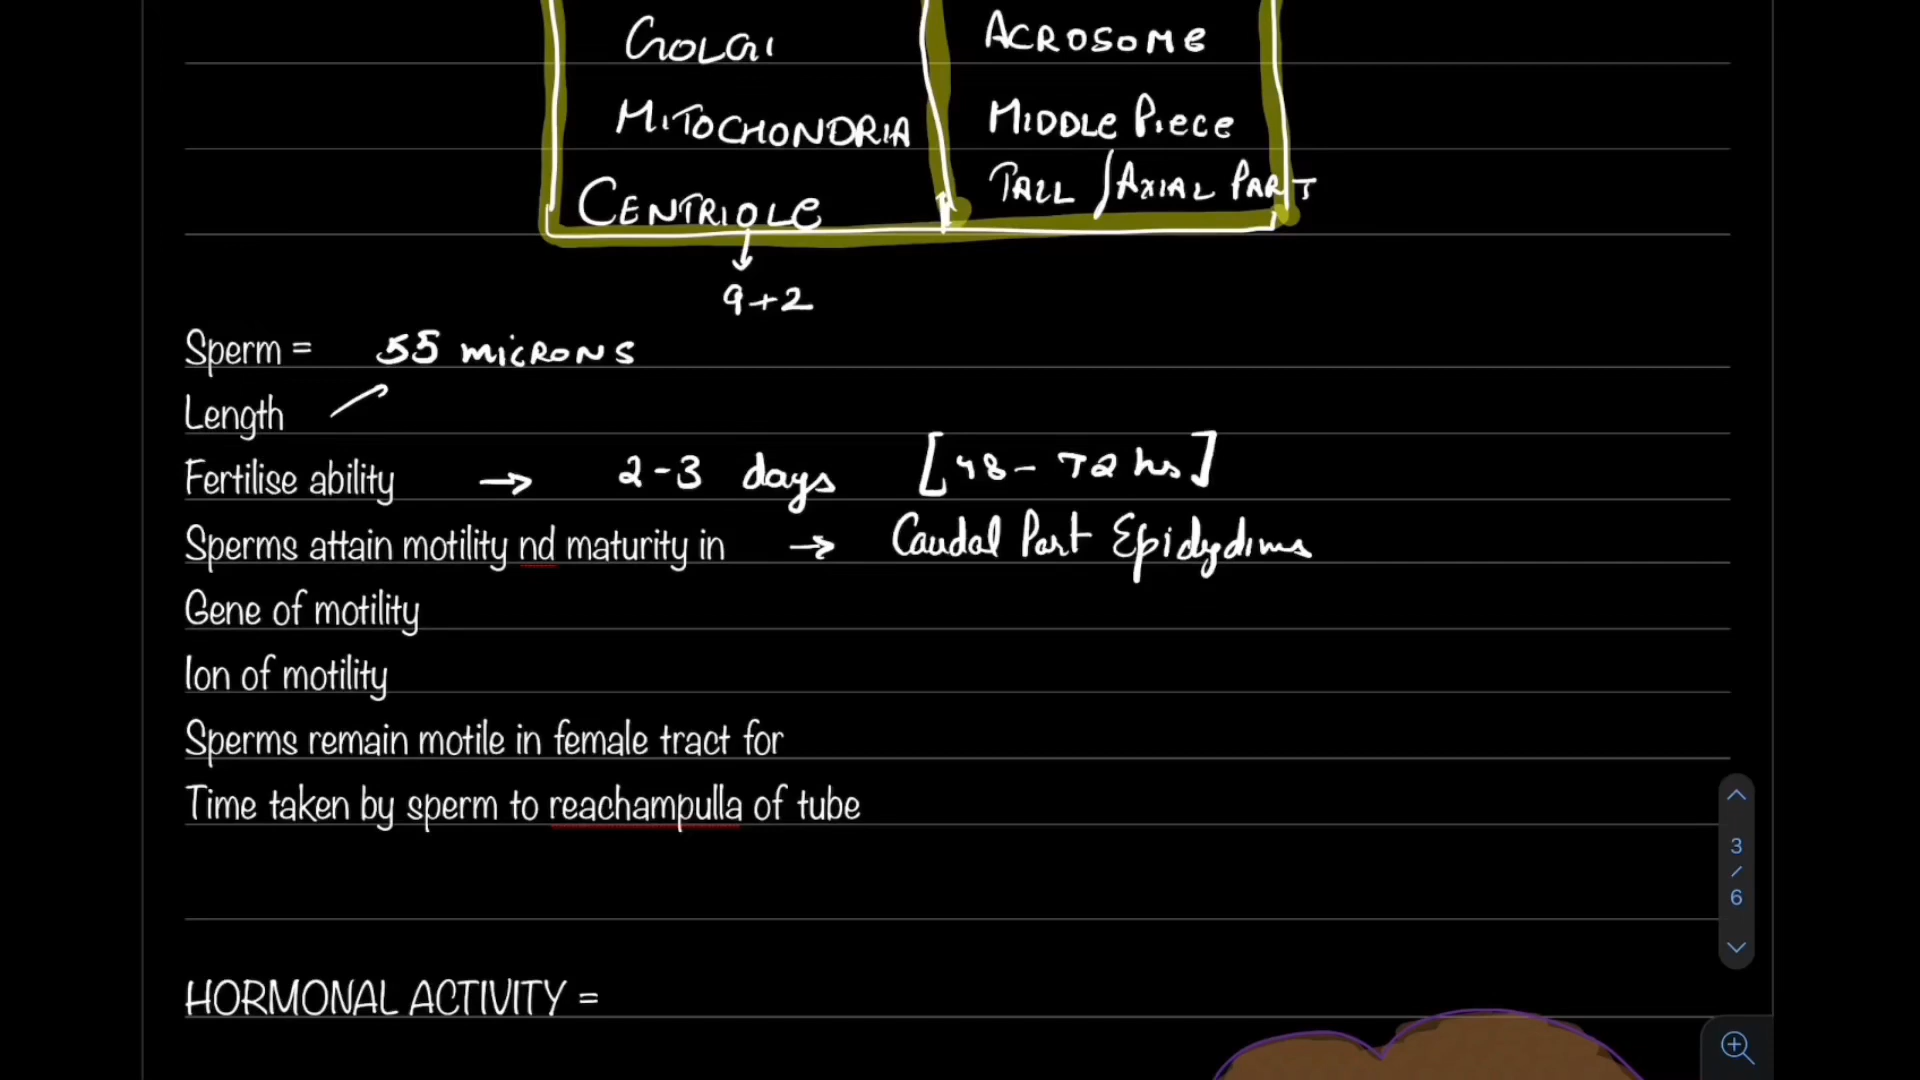 GOLGI ACROSOME
MITOCHONDRIA MIDDLE PIECE
CENTRIOLE TAIL / AXIAL PART
9+2
Sperm = 55 MICRONS
Length
Fertilise ability → 2-3 days [48-72 hs]
Sperms attain motility nd maturity in → Caudal Part Epididyms
Gene of motility
Ion of motility
Sperms remain motile in female tract for
Time taken by sperm to reachampulla of tube
3
/
6
HORMONAL ACTIVITY =